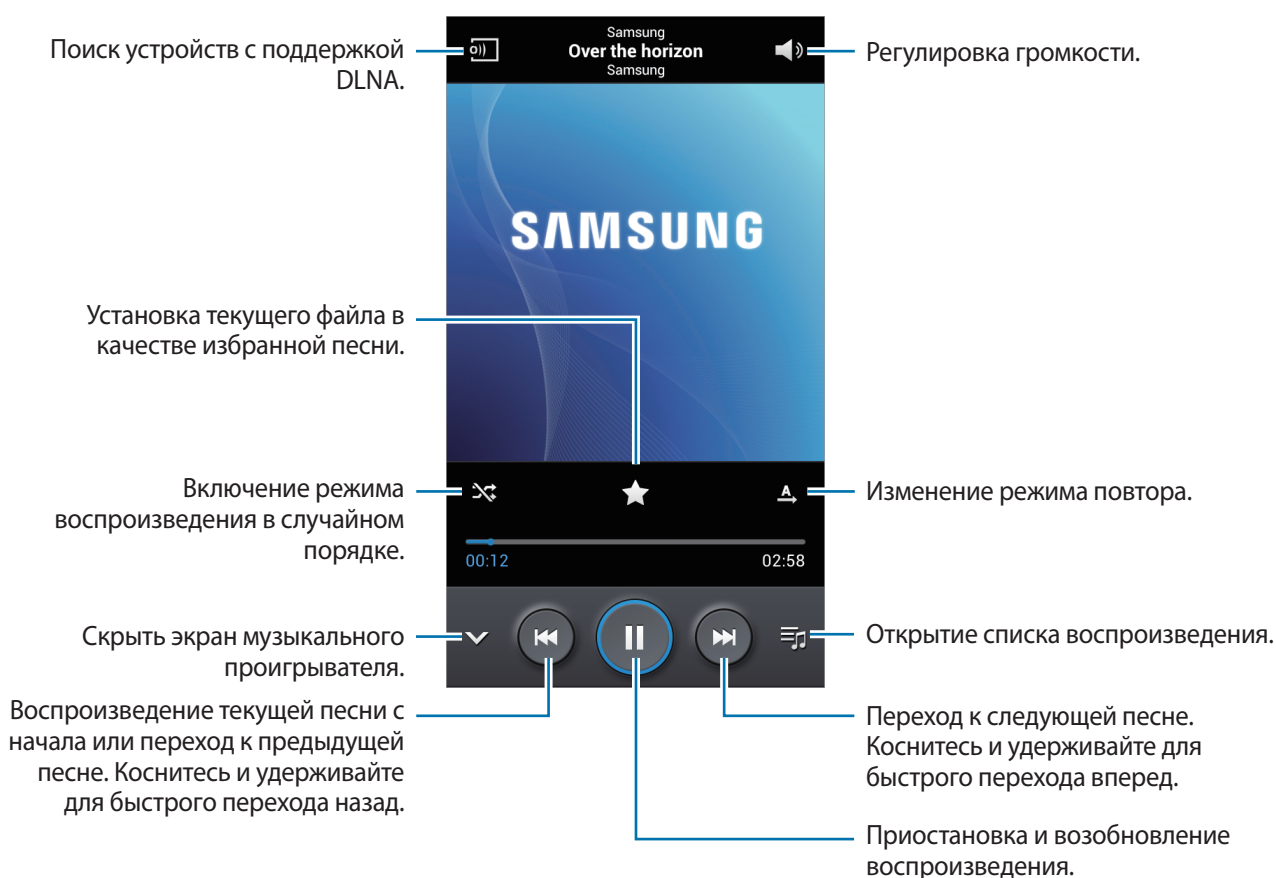 Поиск устройств с поддержкой
DLNA.
Samsung
Over the horizon
Samsung
Регулировка громкости.
SAMSUNG
Установка текущего файла в
качестве избранной песни.
Включение режима
воспроизведения в случайном
порядке.
A
Изменение режима повтора.
00:12
02:58
Скрыть экран музыкального
проигрывателя.
Открытие списка воспроизведения.
Воспроизведение текущей песни с
начала или переход к предыдущей
песне. Коснитесь и удерживайте
для быстрого перехода назад.
Переход к следующей песне.
Коснитесь и удерживайте для
быстрого перехода вперед.
Приостановка и возобновление
воспроизведения.